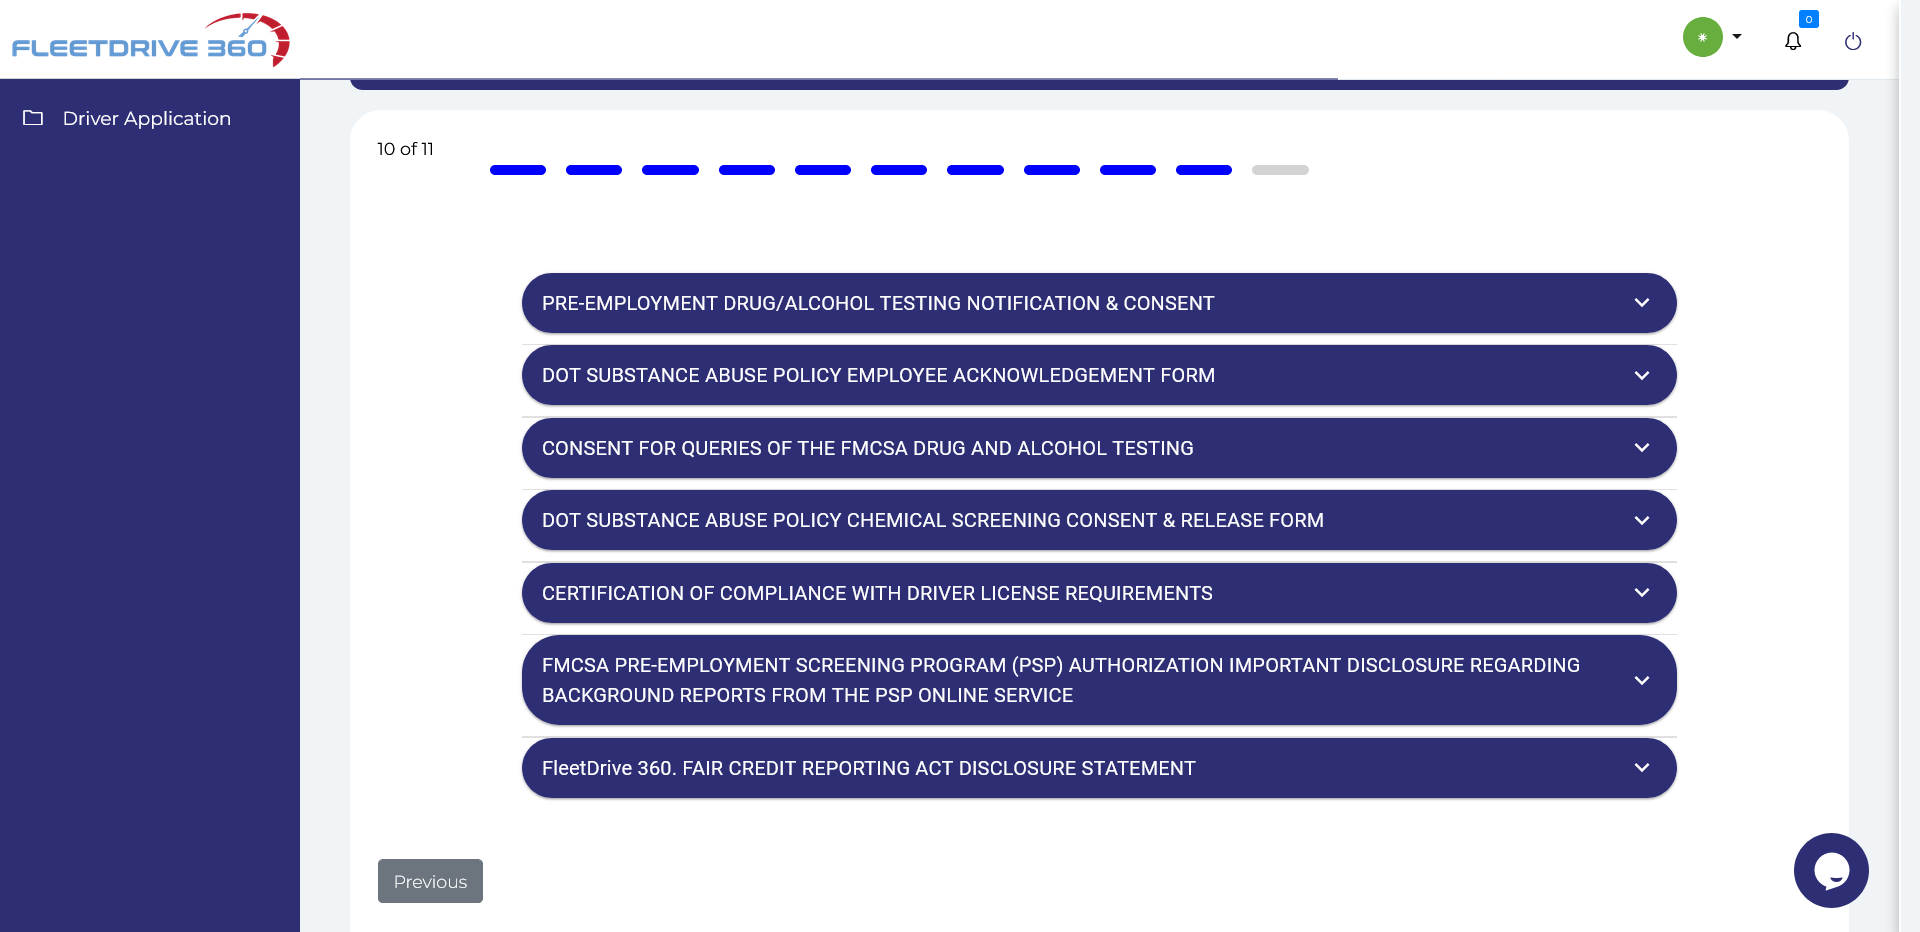 FLEETDRIVE 360
0
Driver Application
10 of 11
PRE-EMPLOYMENT DRUG/ALCOHOL TESTING NOTIFICATION & CONSENT
DOT SUBSTANCE ABUSE POLICY EMPLOYEE ACKNOWLEDGEMENT FORM
CONSENT FOR QUERIES OF THE FMCSA DRUG AND ALCOHOL TESTING
DOT SUBSTANCE ABUSE POLICY CHEMICAL SCREENING CONSENT & RELEASE FORM
CERTIFICATION OF COMPLIANCE WITH DRIVER LICENSE REQUIREMENTS
FMCSA PRE-EMPLOYMENT SCREENING PROGRAM (PSP) AUTHORIZATION IMPORTANT DISCLOSURE REGARDING
BACKGROUND REPORTS FROM THE PSP ONLINE SERVICE
FleetDrive 360. FAIR CREDIT REPORTING ACT DISCLOSURE STATEMENT
Previous